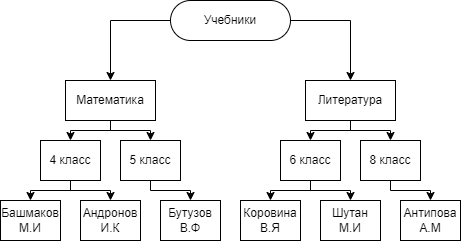 Учебники
Математика
Литература
4 класс
5 класс
6 класс
8 класс
Башмаков
М.И
Андронов
И.К
Бутузов
В.Ф
Коровина
В.Я
Шутан
М.И
Антипова
А.М